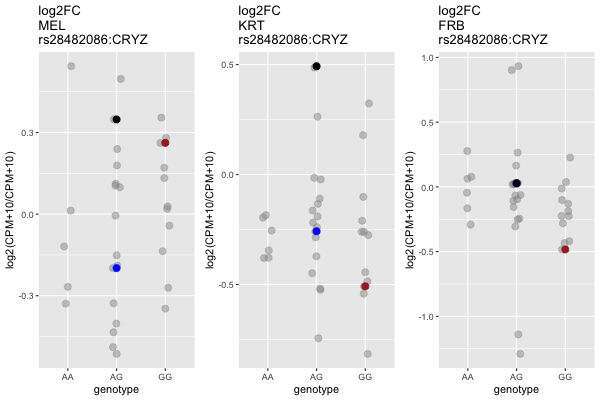 log2FC
MEL
rs28482086:CRYZ
log2(CPM+10/CPM+10)
0.3
0.0
-0.3
AA AG GG
genotype
log2FC
KRT
rs28482086:CRYZ
log2(CPM+10/CPM+10)
0.5
0.0
-0.5
AA AG GG
genotype
log2FC
FRB
rs28482086:CRYZ
log2(CPM+10/CPM+10)
1.0
0.5
0.0
-0.5
-1.0
AA AG GG
genotype